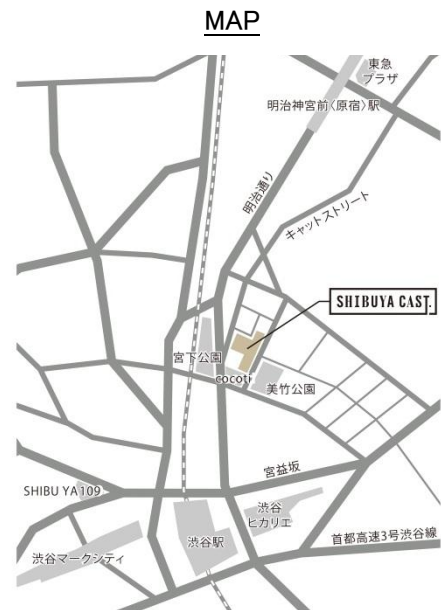 MAP
東急
プラザ
明治神宮前〈原宿〉駅
明治通り
キャットストリート
SHIBUYA CAST.
宮下公園
cocoti
美竹公園
宮益坂
SHIBU YA109
渋谷
ヒカリエ
渋谷駅
首都高速3号渋谷線
渋谷マークシティ